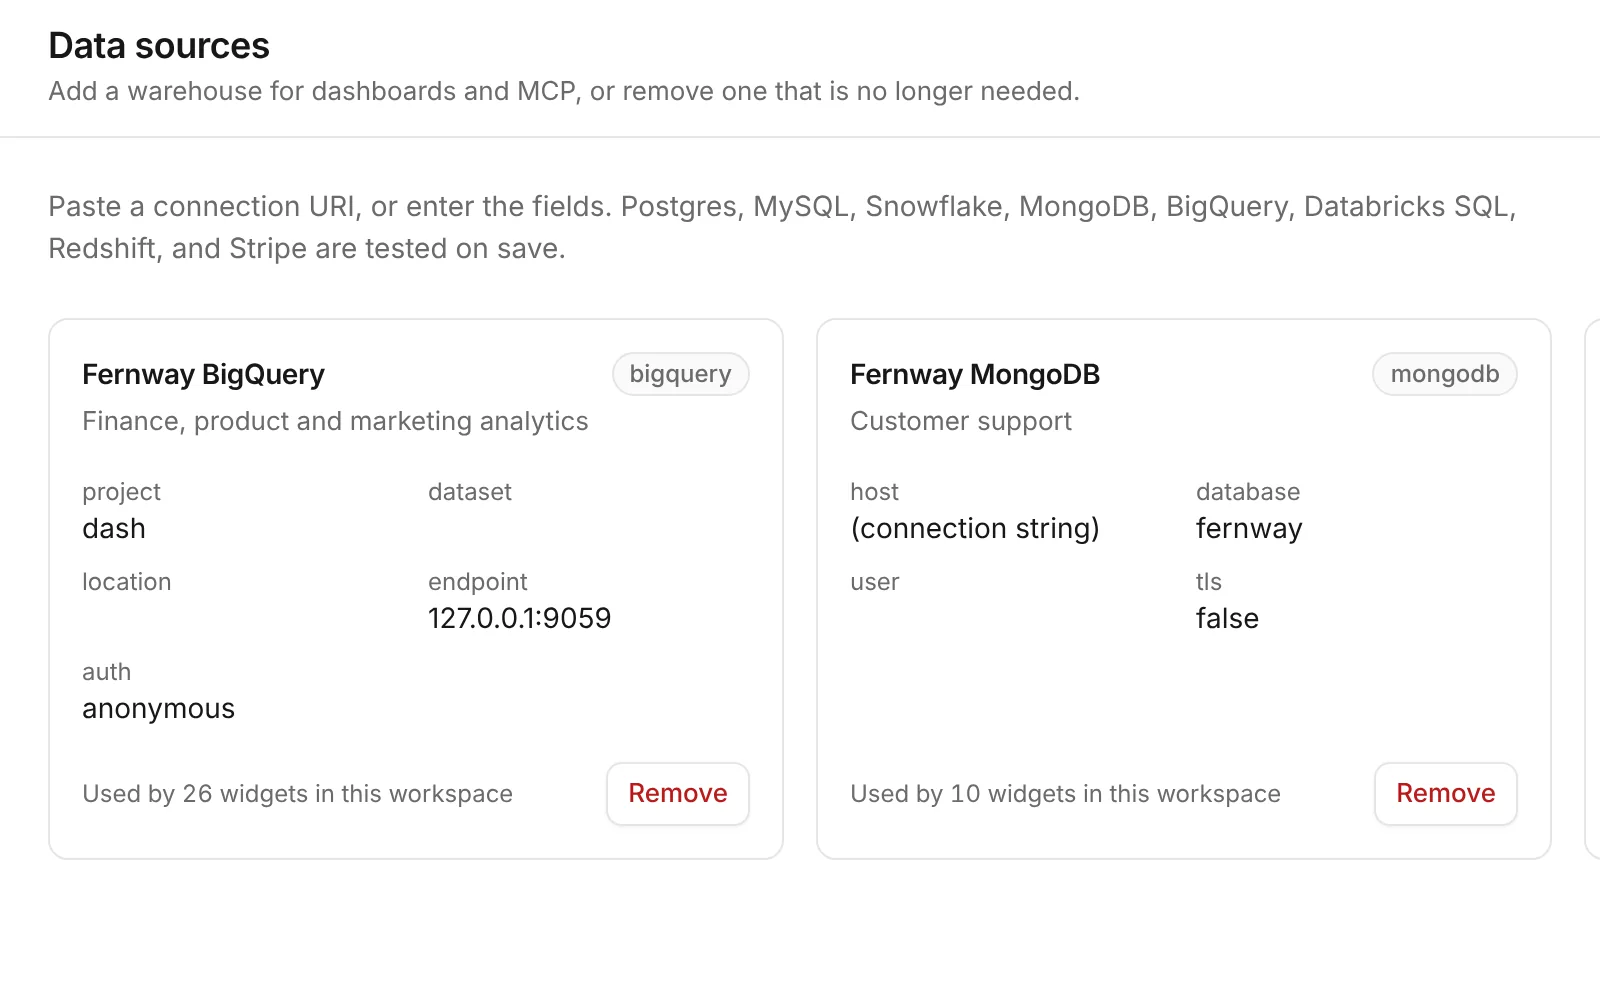 Data sources
Add a warehouse for dashboards and MCP, or remove one that is no longer needed.
Paste a connection URI, or enter the fields. Postgres, MySQL, Snowflake, MongoDB, BigQuery, Databricks SQL,
Redshift, and Stripe are tested on save.
Fernway BigQuery
bigquery
Finance, product and marketing analytics
project
dataset
dash
location
endpoint
127.0.0.1:9059
auth
anonymous
Used by 26 widgets in this workspace
Remove
Fernway MongoDB
mongodb
Customer support
host
database
(connection string)
fernway
user
tls
false
Used by 10 widgets in this workspace
Remove